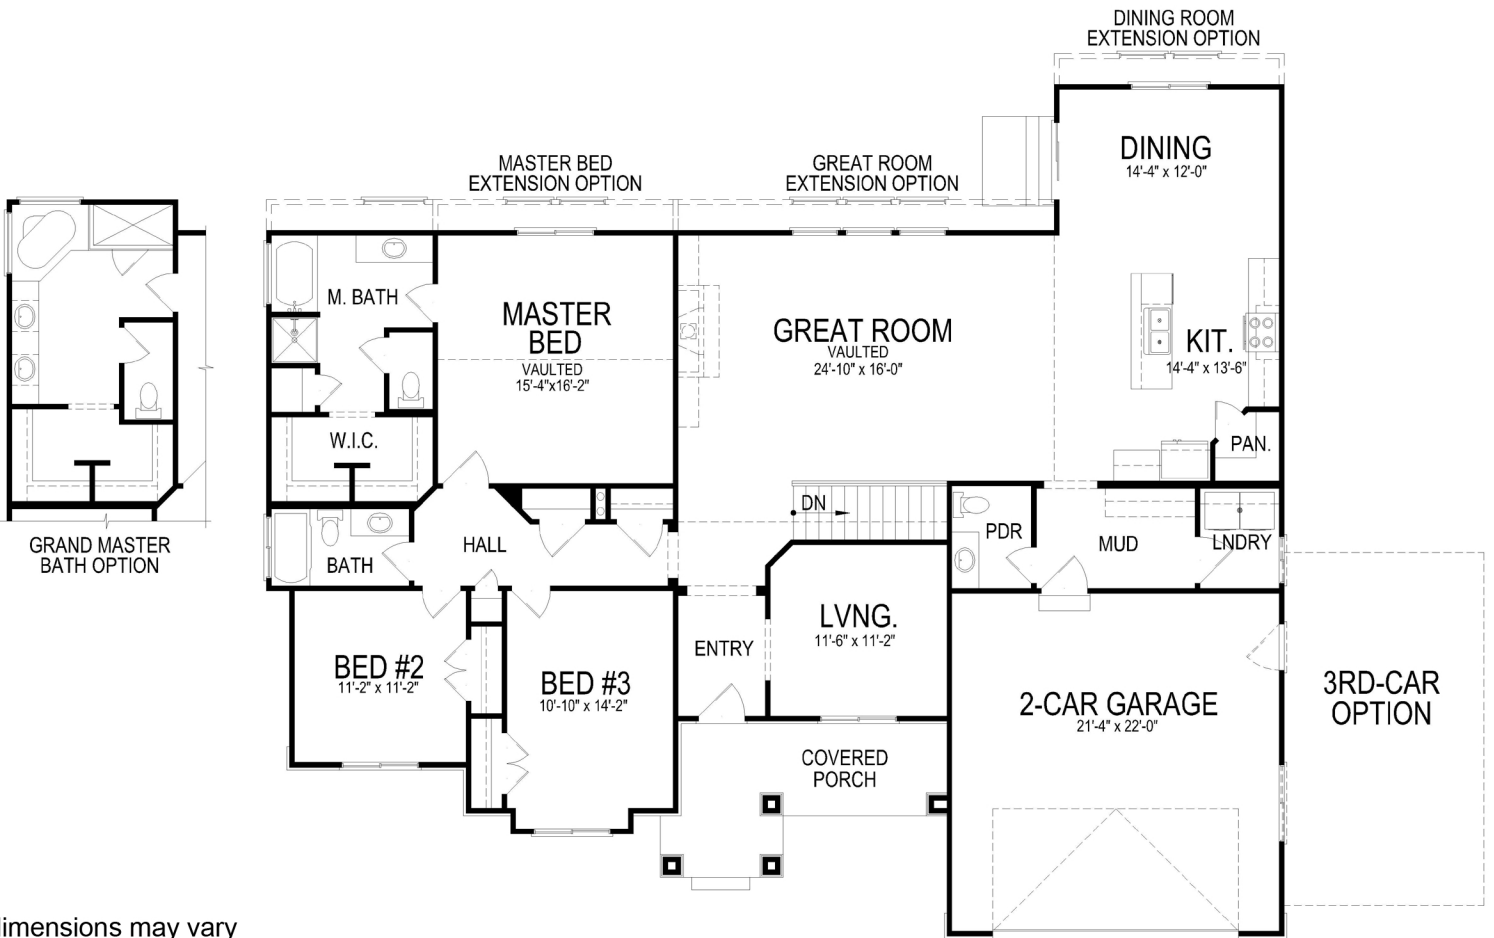 DINING ROOM
EXTENSION OPTION
DINING
14'-4" x 12'-0"
MASTER BED
EXTENSION OPTION
GREAT ROOM
EXTENSION OPTION
M. BATH
MASTER
BED
VAULTED
15'-4"x16'-2"
GREAT ROOM
VAULTED
24'-10" x 16'-0"
KIT.
14'-4" x 13'-6"
W.I.C.
PAN.
GRAND MASTER
BATH OPTION
BATH
HALL
DN
PDR
MUD
LNDRY
BED #2
11'-2" x 11'-2"
BED #3
10'-10" x 14'-2"
ENTRY
LVNG.
11'-6" x 11'-2"
2-CAR GARAGE
21'-4" x 22'-0"
3RD-CAR
OPTION
COVERED
PORCH
dimensions may vary